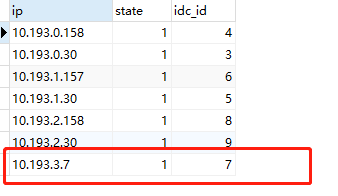 ip state idc_id
10.193.0.158 1 4
10.193.0.30 1 3
10.193.1.157 1 6
10.193.1.30 1 5
10.193.2.158 1 8
10.193.2.30 1 9
10.193.3.7 1 7